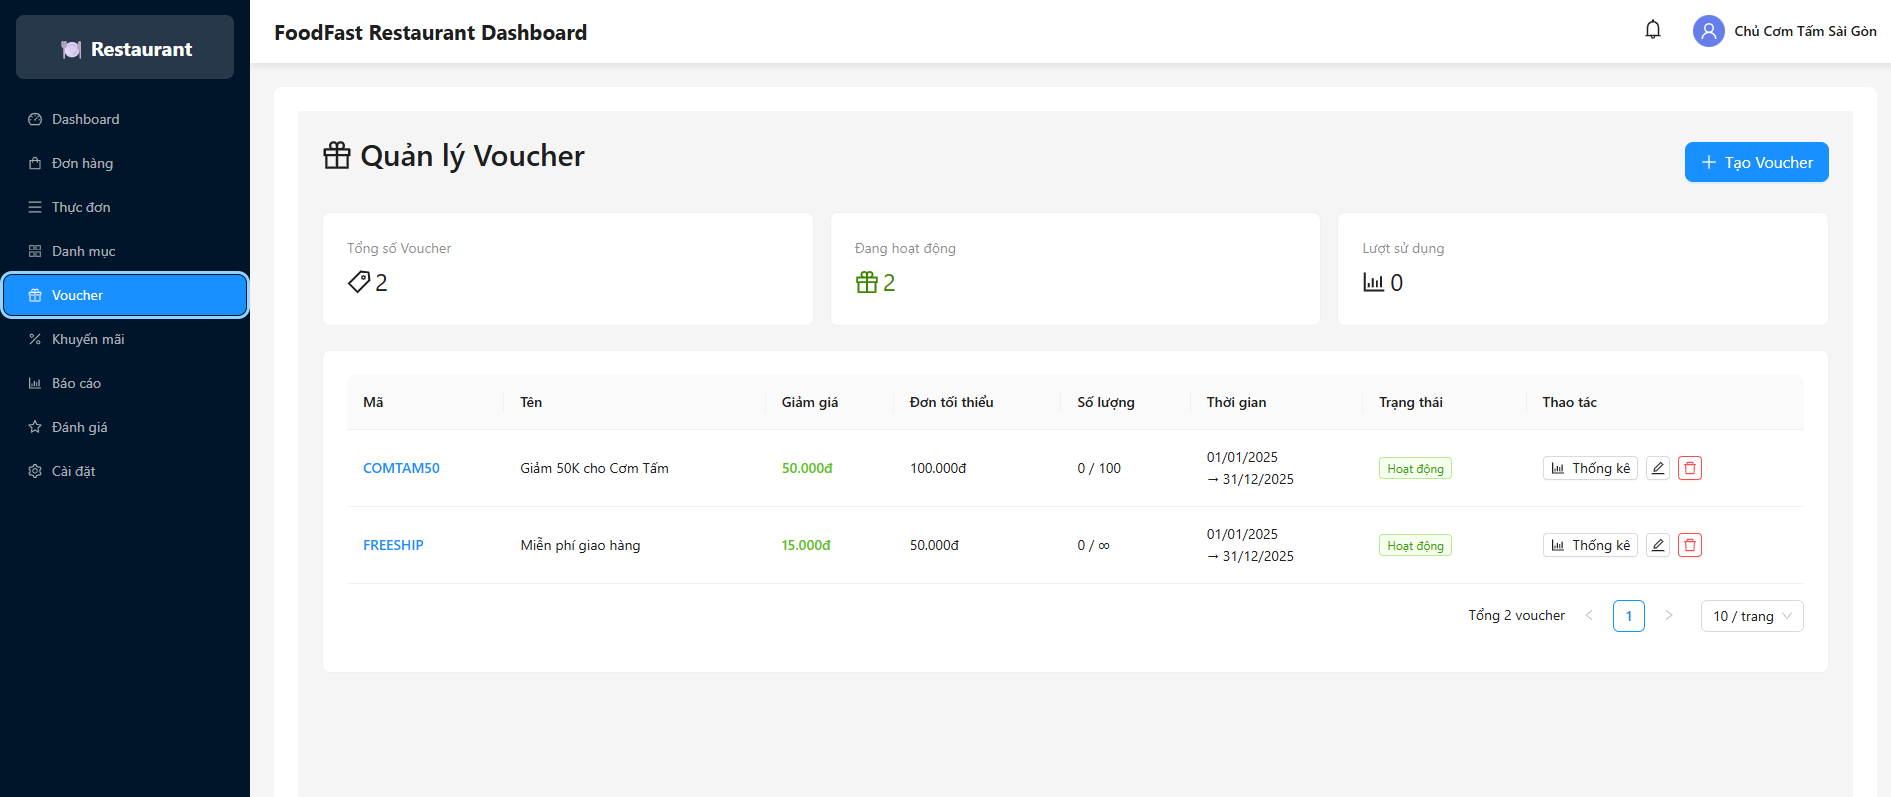 Restaurant
FoodFast Restaurant Dashboard
Chủ Cơm Tấm Sài Gòn
Dashboard
Đơn hàng
Thực đơn
Danh mục
Voucher
Khuyến mãi
Báo cáo
Đánh giá
Cài đặt
Quản lý Voucher
Tạo Voucher
Tổng số Voucher
2
Đang hoạt động
2
Lượt sử dụng
0
Mã Tên Giảm giá Đơn tối thiểu Số lượng Thời gian Trạng thái Thao tác
COMTAM50 Giảm 50K cho Cơm Tấm 50.000đ 100.000đ 0 / 100 01/01/2025
→ 31/12/2025 Hoạt động Thống kê
FREESHIP Miễn phí giao hàng 15.000đ 50.000đ 0 / ∞ 01/01/2025
→ 31/12/2025 Hoạt động Thống kê
Tổng 2 voucher < 1 > 10 / trang